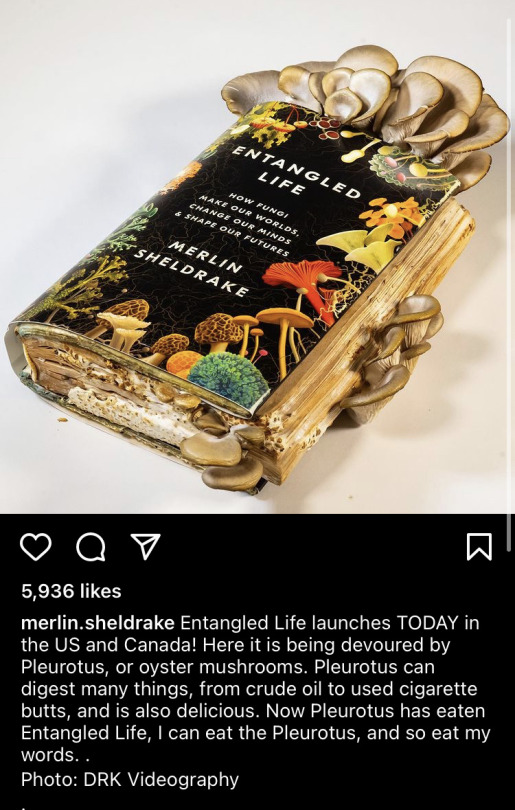 ENTANGLED
LIFE
HOW FUNGI
MAKE OUR WORLDS,
CHANGE OUR MINDS
& SHAPE OUR FUTURES
MERLIN
SHELDRAKE
5,936 likes
merlin.sheldrake Entangled Life launches TODAY in
the US and Canada! Here it is being devoured by
Pleurotus, or oyster mushrooms. Pleurotus can
digest many things, from crude oil to used cigarette
butts, and is also delicious. Now Pleurotus has eaten
Entangled Life, I can eat the Pleurotus, and so eat my
words. . 
Photo: DRK Videography
.